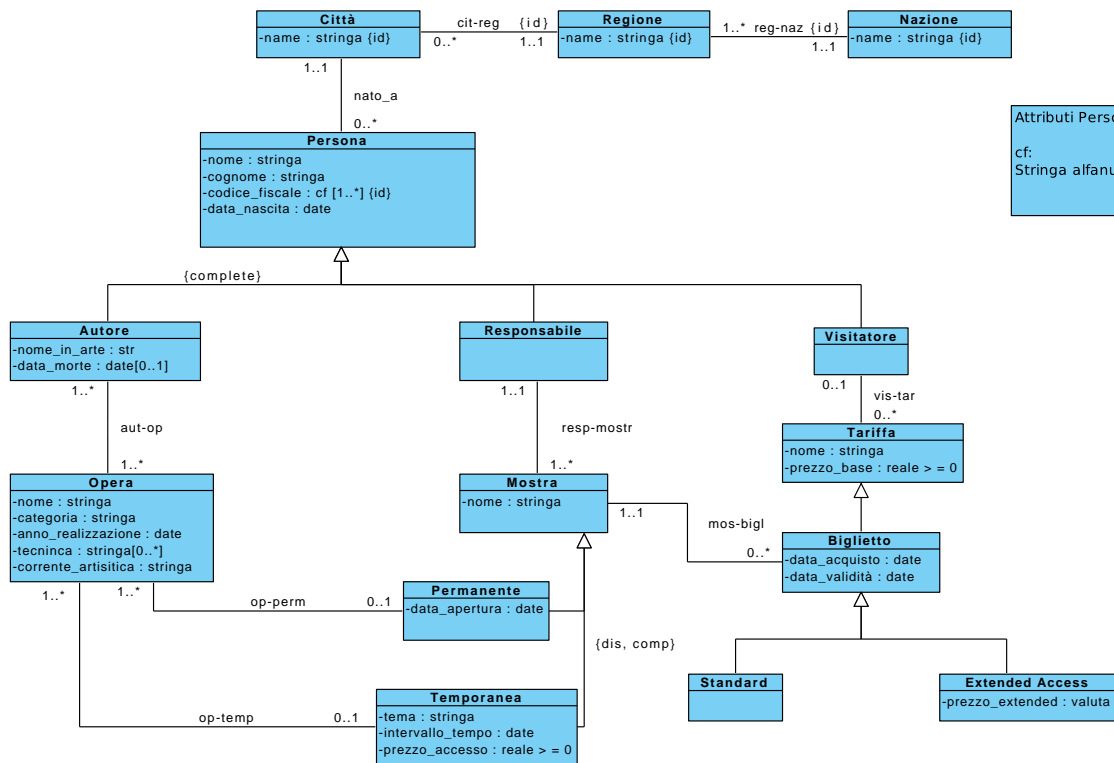 Città
-name : stringa {id}
cit-reg {id}
0..* 1..1
Regione
-name : stringa {id}
1..* reg-naz {id}
1..1
Nazione
-name : stringa {id}
1..1
nato_a
0..*
Persona
-nome : stringa
-cognome : stringa
-codice_fiscale : cf [1..*] {id}
-data_nascita : date
Attributi Perso
cf:
Stringa alfanu
{complete}
Autore
-nome_in_arte : str
-data_morte : date[0..1]
Responsabile
Visitatore
1..*
aut-op
1..*
1..1
resp-mostr
1..*
0..1
vis-tar
0..*
Tariffa
-nome : stringa
-prezzo_base : reale > = 0
Opera
-nome : stringa
-categoria : stringa
-anno_realizzazione : date
-tecninca : stringa[0..*]
-corrente_artisitica : stringa
Mostra
-nome : stringa
1..1
mos-bigl
0..*
Biglietto
-data_acquisto : date
-data_validità : date
1..*
1..*
op-perm
0..1
Permanente
-data_apertura : date
{dis, comp}
Standard
Extended Access
-prezzo_extended : valuta
op-temp
0..1
Temporanea
-tema : stringa
-intervallo_tempo : date
-prezzo_accesso : reale > = 0